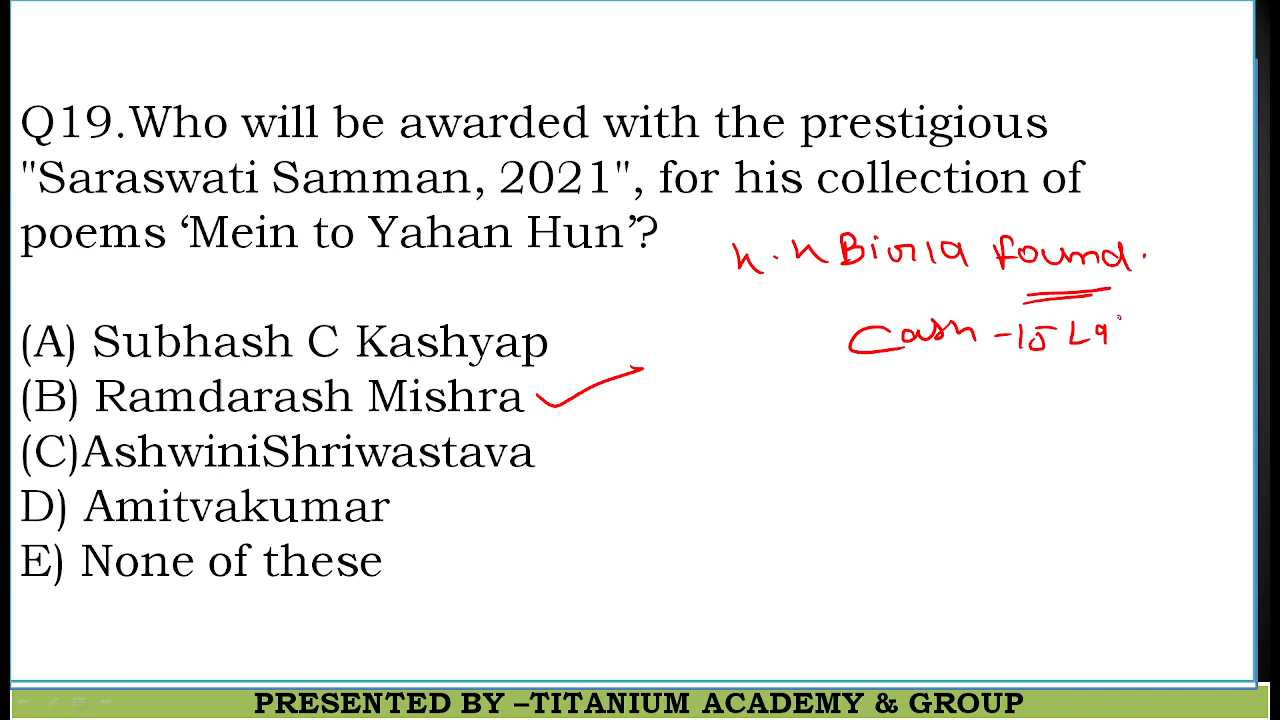 Q19.Who will be awarded with the prestigious
"Saraswati Samman, 2021", for his collection of
poems ‘Mein to Yahan Hun’?
K. K Birla Found.
Cash - 15 La
(A) Subhash C Kashyap
(B) Ramdarash Mishra
(C)AshwiniShriwastava
D) Amitvakumar
E) None of these
PRESENTED BY –TITANIUM ACADEMY & GROUP